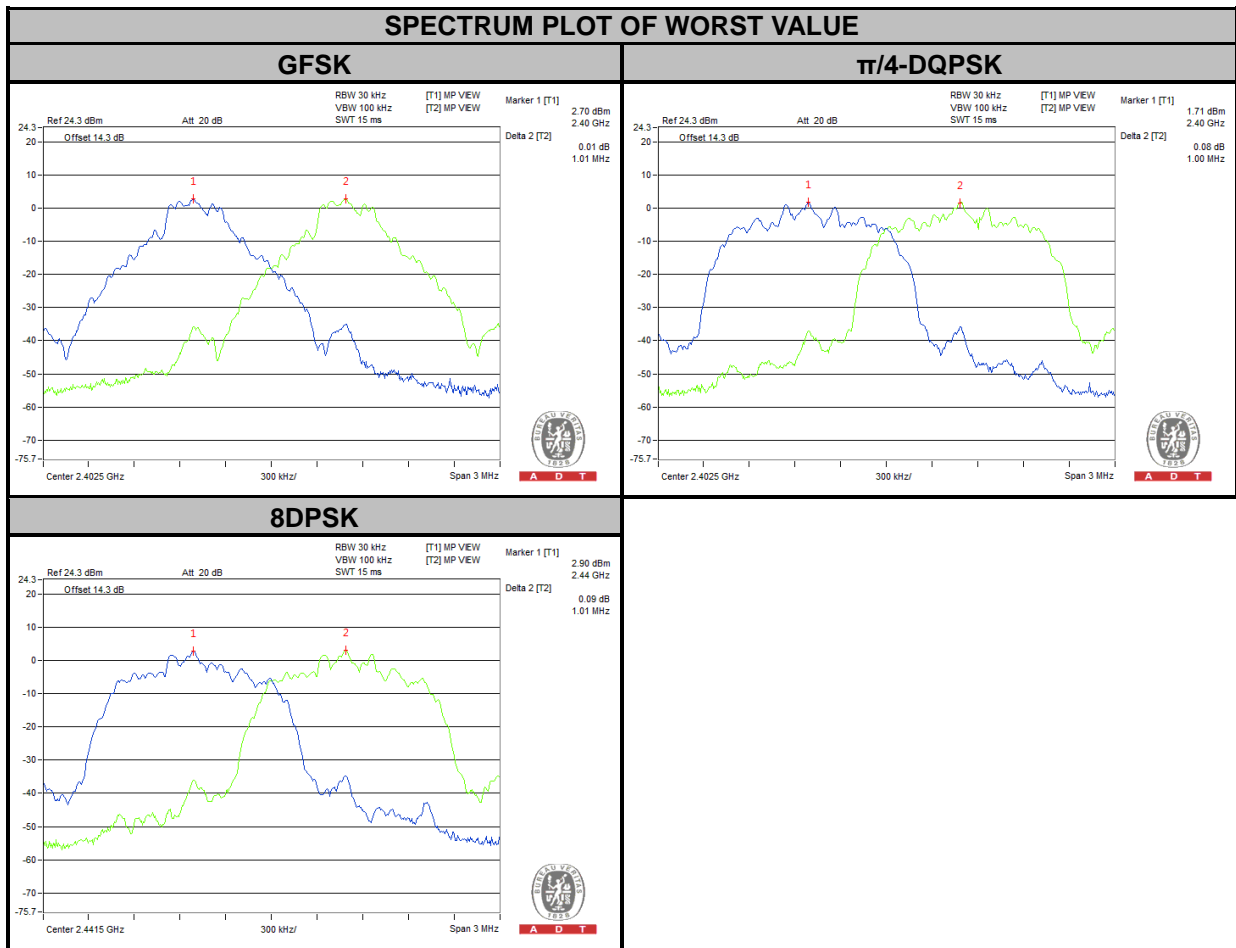 SPECTRUM PLOT OF WORST VALUE
GFSK
RBW 30 kHz [T1] MP VIEW
VBW 100 kHz [T2] MP VIEW
Ref 24.3 dBm Att 20 dB SWT 15 ms
Marker 1 [T1]
2.70 dBm
2.40 GHz
Delta 2 [T2]
0.01 dB
1.01 MHz
Offset 14.3 dB
24.3
20
10
0
-10
-20
-30
-40
-50
-60
-70
-75.7
1
2
Center 2.4025 GHz 300 kHz/ Span 3 MHz
BUREAU VERITAS
1828
A D T
π/4-DQPSK
RBW 30 kHz [T1] MP VIEW
VBW 100 kHz [T2] MP VIEW
Ref 24.3 dBm Att 20 dB SWT 15 ms
Marker 1 [T1]
1.71 dBm
2.40 GHz
Delta 2 [T2]
0.08 dB
1.00 MHz
Offset 14.3 dB
24.3
20
10
0
-10
-20
-30
-40
-50
-60
-70
-75.7
1
2
Center 2.4025 GHz 300 kHz/ Span 3 MHz
BUREAU VERITAS
1828
A D T
8DPSK
RBW 30 kHz [T1] MP VIEW
VBW 100 kHz [T2] MP VIEW
Ref 24.3 dBm Att 20 dB SWT 15 ms
Marker 1 [T1]
2.90 dBm
2.44 GHz
Delta 2 [T2]
0.09 dB
1.01 MHz
Offset 14.3 dB
24.3
20
10
0
-10
-20
-30
-40
-50
-60
-70
-75.7
1
2
Center 2.4415 GHz 300 kHz/ Span 3 MHz
BUREAU VERITAS
1828
A D T